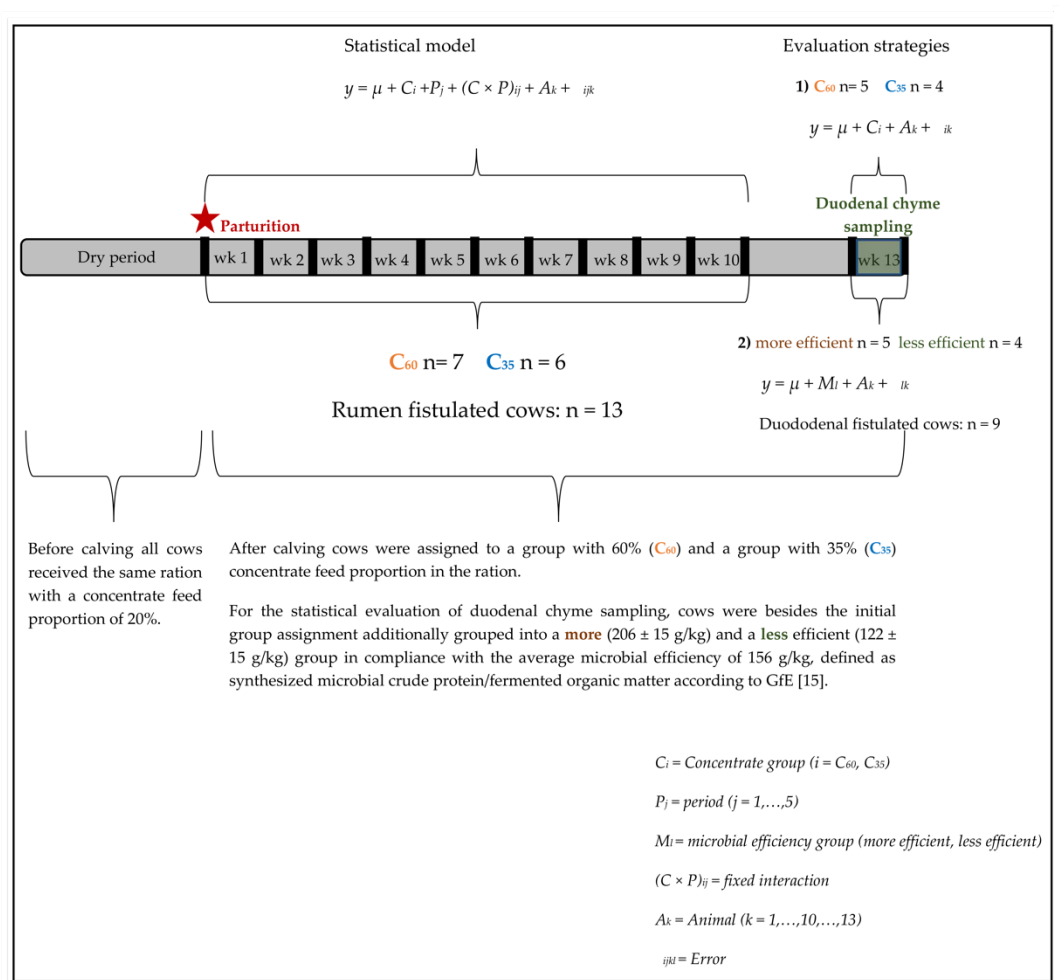 Statistical model
y = μ + Ci +Pj + (C × P)ij + Ak + ijk
Evaluation strategies
1) C60 n= 5 C35 n = 4
y = μ + Ci + Ak + ik
Parturition
Duodenal chyme
sampling
Dry period
wk 1
wk 2
wk 3
wk 4
wk 5
wk 6
wk 7
wk 8
wk 9
wk 10
wk 13
C60 n= 7 C35 n = 6
Rumen fistulated cows: n = 13
2) more efficient n = 5 less efficient n = 4
y = μ + Ml + Ak + lk
Duododenal fistulated cows: n = 9
Before calving all cows
received the same ration
with a concentrate feed
proportion of 20%.
After calving cows were assigned to a group with 60% (C60) and a group with 35% (C35)
concentrate feed proportion in the ration.
For the statistical evaluation of duodenal chyme sampling, cows were besides the initial
group assignment additionally grouped into a more (206 ± 15 g/kg) and a less efficient (122 ±
15 g/kg) group in compliance with the average microbial efficiency of 156 g/kg, defined as
synthesized microbial crude protein/fermented organic matter according to GfE [15].
Ci = Concentrate group (i = C60, C35)
Pj = period (j = 1,…,5)
Ml = microbial efficiency group (more efficient, less efficient)
(C × P)ij = fixed interaction
Ak = Animal (k = 1,…,10,…,13)
ijkl = Error